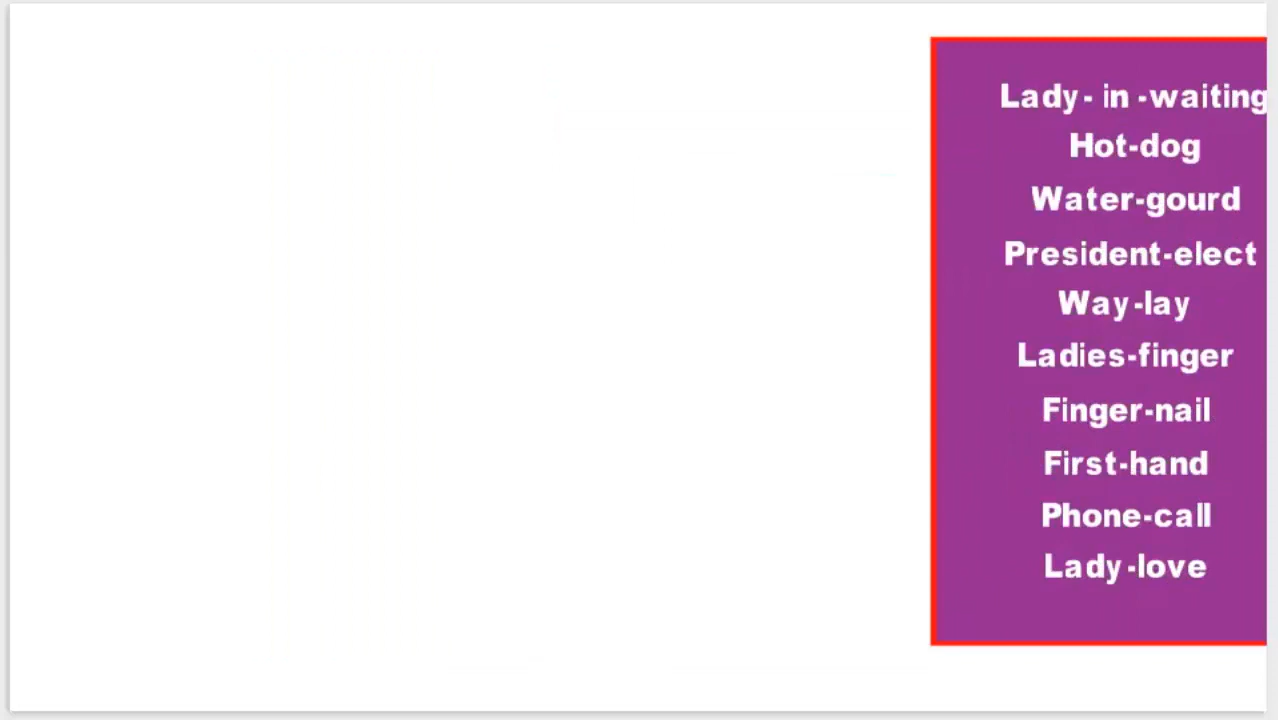 Lady- in -waiting
Hot-dog
Water-gourd
President-elect
Way-lay
Ladies-finger
Finger-nail
First-hand
Phone-call
Lady-love